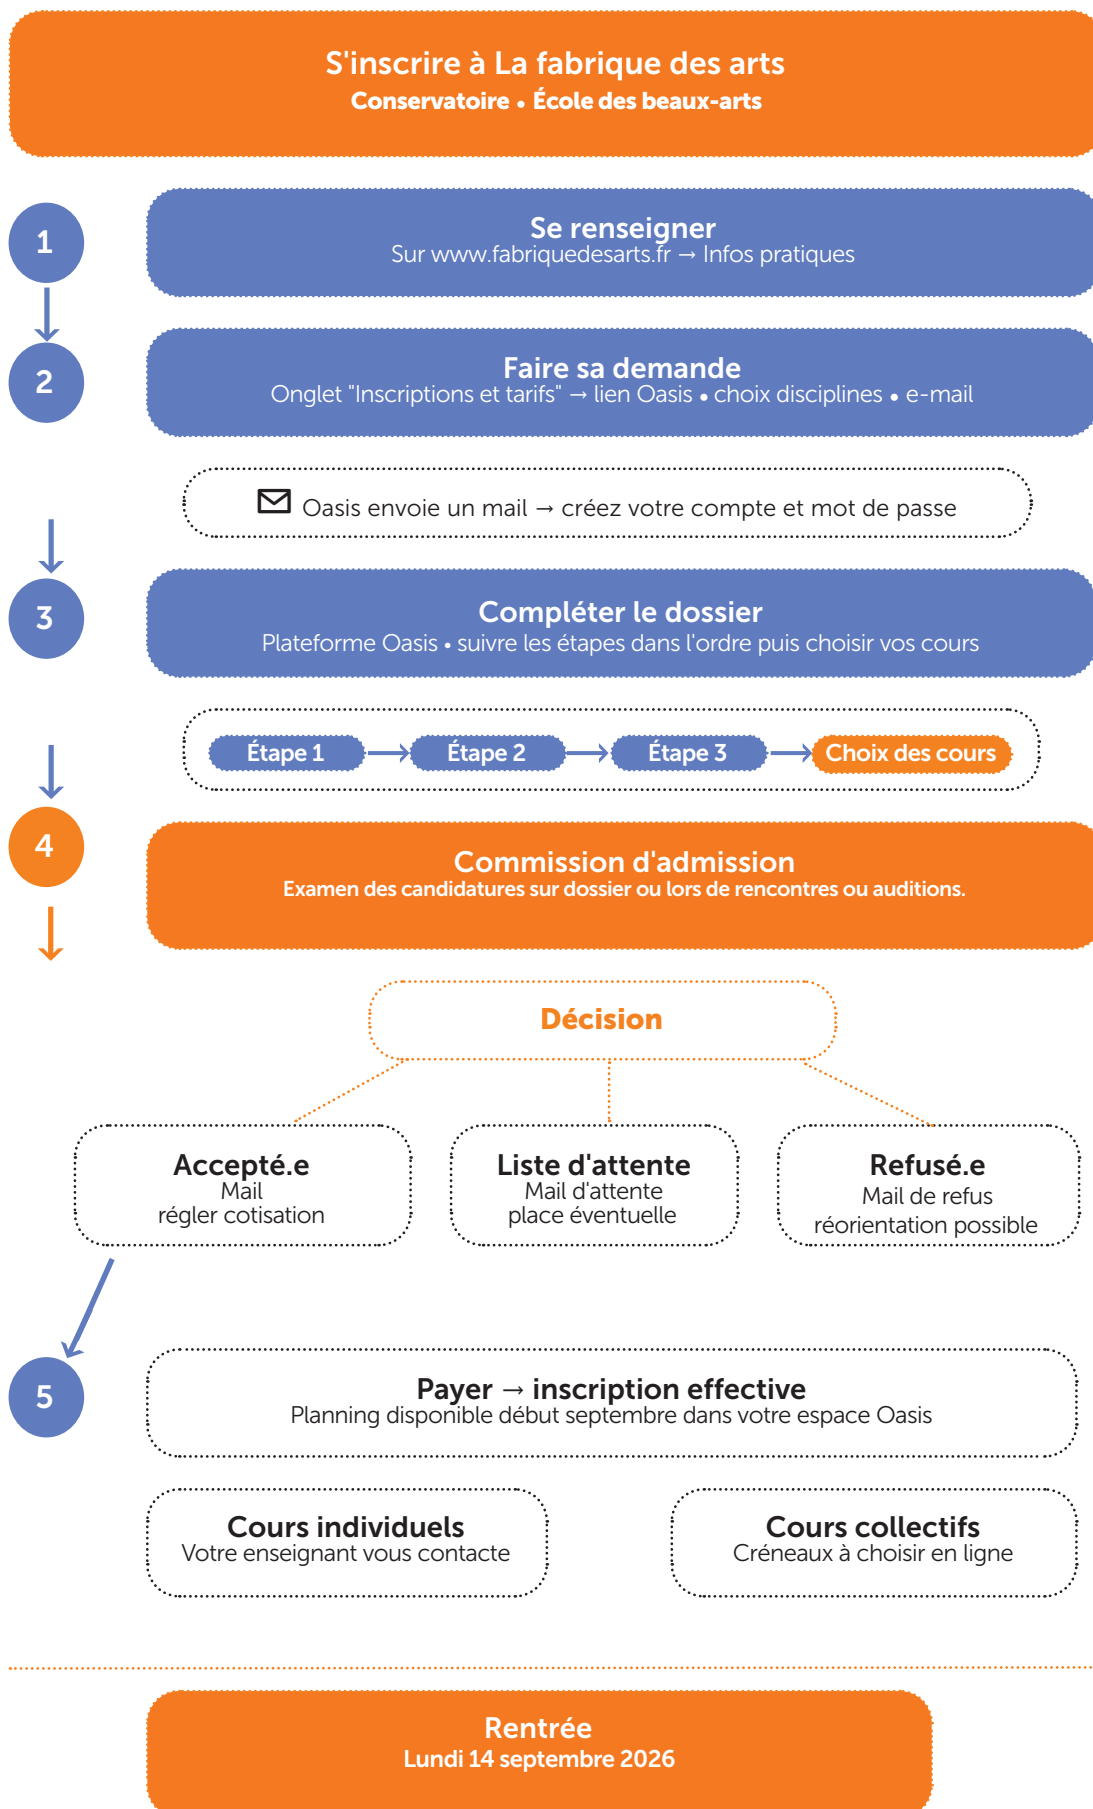 S'inscrire à La fabrique des arts
Conservatoire • École des beaux-arts
1
Se renseigner
Sur www.fabriquedesarts.fr → Infos pratiques
2
Faire sa demande
Onglet "Inscriptions et tarifs" → lien Oasis • choix disciplines • e-mail
Oasis envoie un mail → créez votre compte et mot de passe
3
Compléter le dossier
Plateforme Oasis • suivre les étapes dans l'ordre puis choisir vos cours
Étape 1 → Étape 2 → Étape 3 → Choix des cours
4
Commission d'admission
Examen des candidatures sur dossier ou lors de rencontres ou auditions.
Décision
Accepté.e
Mail
régler cotisation
Liste d'attente
Mail d'attente
place éventuelle
Refusé.e
Mail de refus
réorientation possible
5
Payer → inscription effective
Planning disponible début septembre dans votre espace Oasis
Cours individuels
Votre enseignant vous contacte
Cours collectifs
Créneaux à choisir en ligne
Rentrée
Lundi 14 septembre 2026